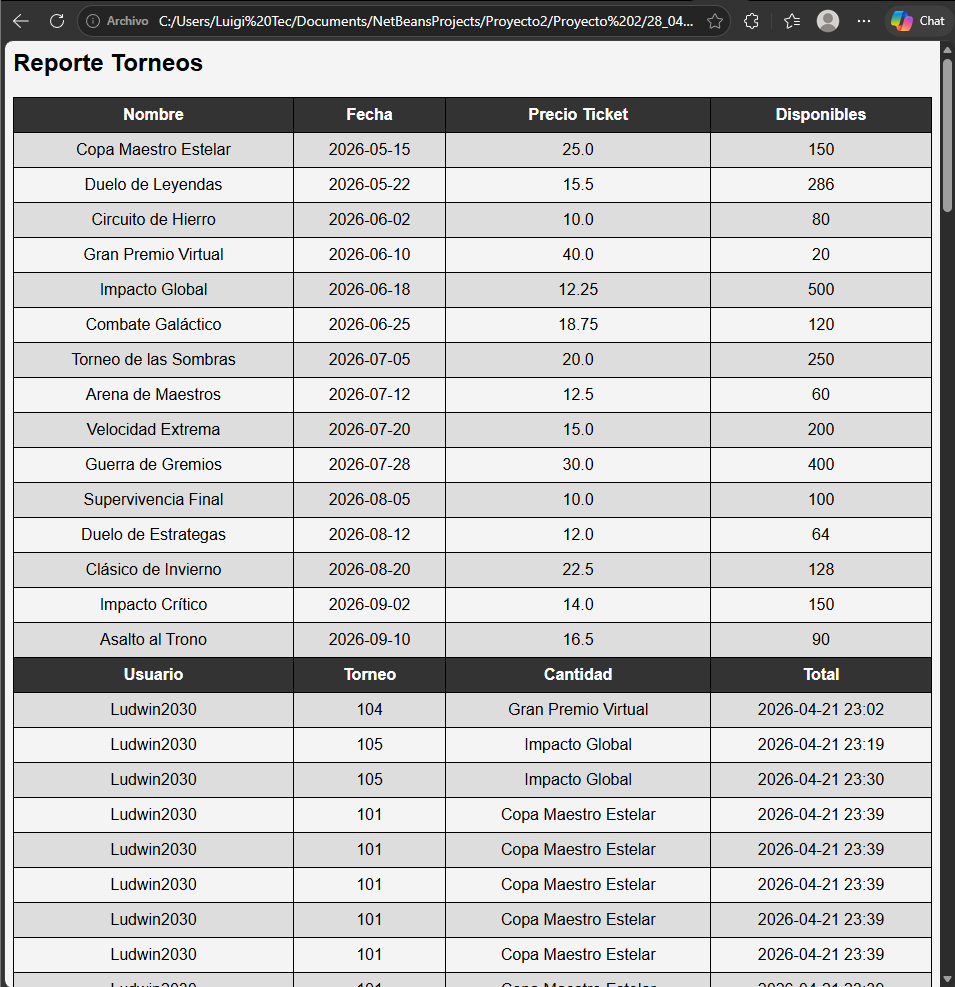 Archivo C:/Users/Luigi%20Tec/Documents/NetBeansProjects/Proyecto2/Proyecto%202/28_04... Chat
Reporte Torneos
Nombre Fecha Precio Ticket Disponibles
Copa Maestro Estelar 2026-05-15 25.0 150
Duelo de Leyendas 2026-05-22 15.5 286
Circuito de Hierro 2026-06-02 10.0 80
Gran Premio Virtual 2026-06-10 40.0 20
Impacto Global 2026-06-18 12.25 500
Combate Galáctico 2026-06-25 18.75 120
Torneo de las Sombras 2026-07-05 20.0 250
Arena de Maestros 2026-07-12 12.5 60
Velocidad Extrema 2026-07-20 15.0 200
Guerra de Gremios 2026-07-28 30.0 400
Supervivencia Final 2026-08-05 10.0 100
Duelo de Estrategas 2026-08-12 12.0 64
Clásico de Invierno 2026-08-20 22.5 128
Impacto Crítico 2026-09-02 14.0 150
Asalto al Trono 2026-09-10 16.5 90
Usuario Torneo Cantidad Total
Ludwin2030 104 Gran Premio Virtual 2026-04-21 23:02
Ludwin2030 105 Impacto Global 2026-04-21 23:19
Ludwin2030 105 Impacto Global 2026-04-21 23:30
Ludwin2030 101 Copa Maestro Estelar 2026-04-21 23:39
Ludwin2030 101 Copa Maestro Estelar 2026-04-21 23:39
Ludwin2030 101 Copa Maestro Estelar 2026-04-21 23:39
Ludwin2030 101 Copa Maestro Estelar 2026-04-21 23:39
Ludwin2030 101 Copa Maestro Estelar 2026-04-21 23:39